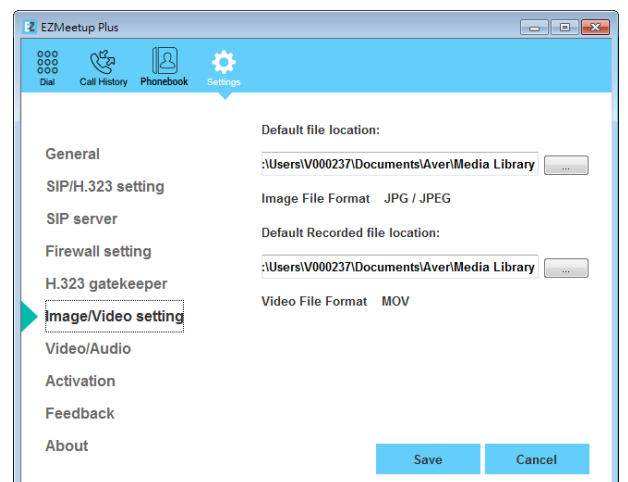 EZMeetup Plus
Dial Call History Phonebook Settings
Default file location:
General
:\Users\V000237\Documents\Aver\Media Library ...
SIP/H.323 setting
Image File Format JPG / JPEG
SIP server
Default Recorded file location:
Firewall setting
:\Users\V000237\Documents\Aver\Media Library ...
H.323 gatekeeper
Image/Video setting
Video File Format MOV
Video/Audio
Activation
Feedback
About
Save Cancel